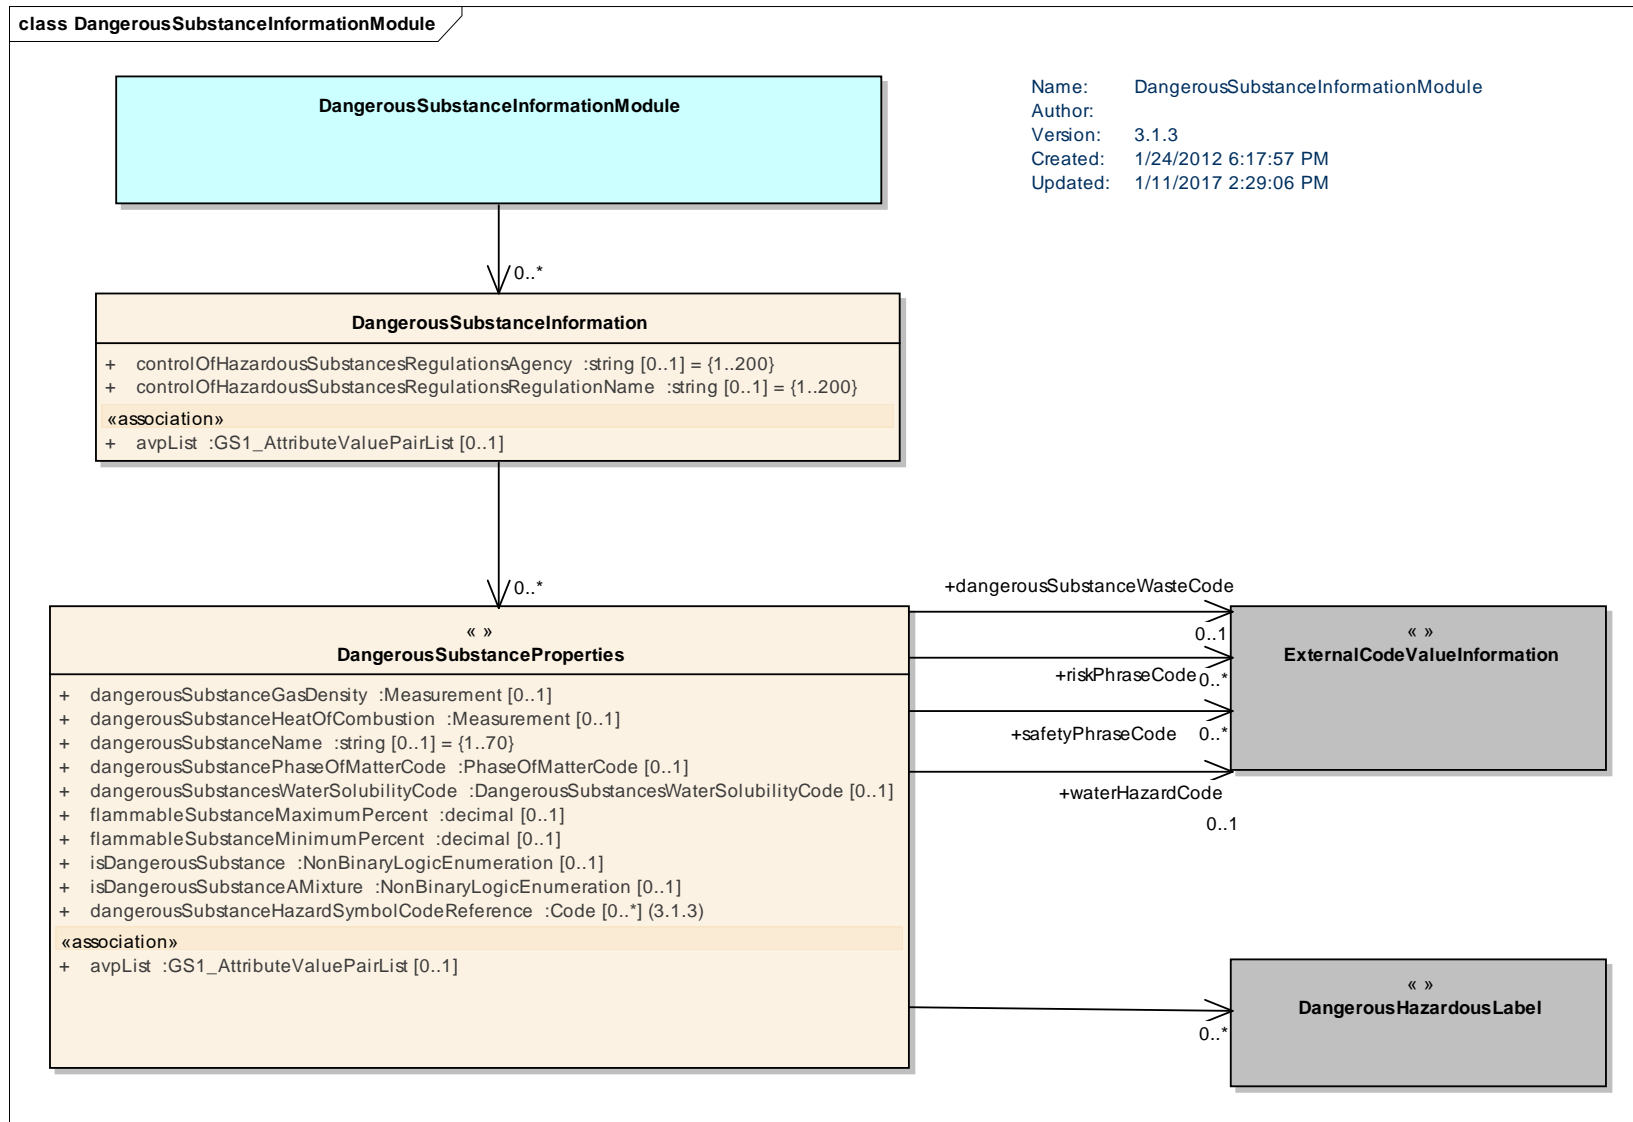 class DangerousSubstanceInformationModule
DangerousSubstanceInformationModule
Name: DangerousSubstanceInformationModule
Author:
Version: 3.1.3
Created: 1/24/2012 6:17:57 PM
Updated: 1/11/2017 2:29:06 PM
0..*
DangerousSubstanceInformation
+ controlOfHazardousSubstancesRegulationsAgency :string [0..1] = {1..200}
+ controlOfHazardousSubstancesRegulationsRegulationName :string [0..1] = {1..200}
«association»
+ avpList :GS1_AttributeValuePairList [0..1]
0..*
« »
DangerousSubstanceProperties
+ dangerousSubstanceGasDensity :Measurement [0..1]
+ dangerousSubstanceHeatOfCombustion :Measurement [0..1]
+ dangerousSubstanceName :string [0..1] = {1..70}
+ dangerousSubstancePhaseOfMatterCode :PhaseOfMatterCode [0..1]
+ dangerousSubstancesWaterSolubilityCode :DangerousSubstancesWaterSolubilityCode [0..1]
+ flammableSubstanceMaximumPercent :decimal [0..1]
+ flammableSubstanceMinimumPercent :decimal [0..1]
+ isDangerousSubstance :NonBinaryLogicEnumeration [0..1]
+ isDangerousSubstanceAMixture :NonBinaryLogicEnumeration [0..1]
+ dangerousSubstanceHazardSymbolCodeReference :Code [0..*] (3.1.3)
«association»
+ avpList :GS1_AttributeValuePairList [0..1]
+dangerousSubstanceWasteCode
0..1
+riskPhraseCode 0..*
+safetyPhraseCode 0..*
+waterHazardCode
0..1
« »
ExternalCodeValueInformation
0..*
« »
DangerousHazardousLabel